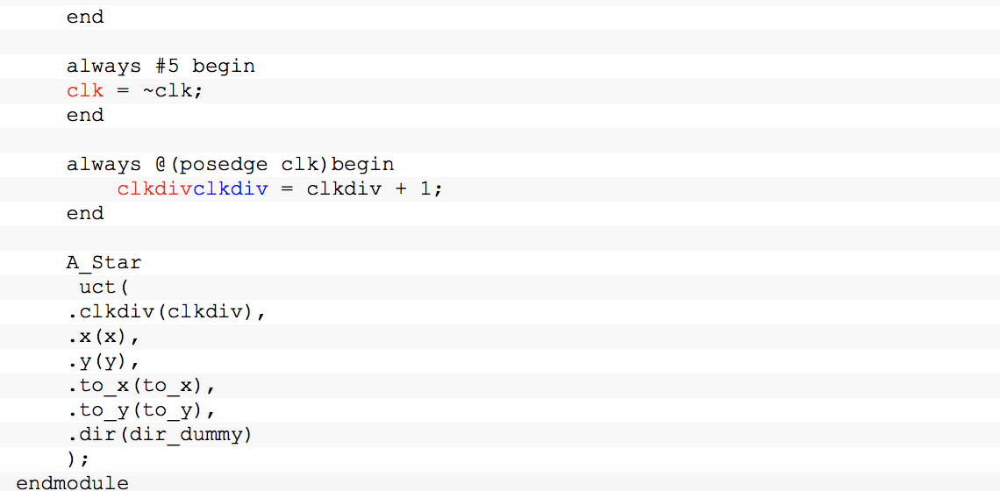 end
always #5 begin
clk = ~clk;
end
always @(posedge clk)begin
clkdivclkdiv = clkdiv + 1;
end
A_Star
uct(
.clkdiv(clkdiv),
.x(x),
.y(y),
.to_x(to_x),
.to_y(to_y),
.dir(dir_dummy)
);
endmodule